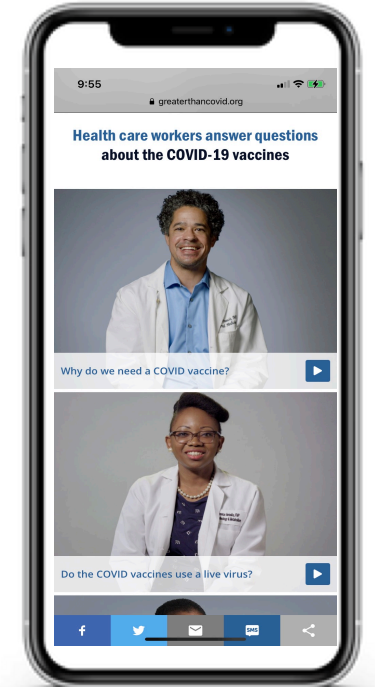 9:55
greaterthancovid.org
Health care workers answer questions
about the COVID-19 vaccines
Why do we need a COVID vaccine?
Do the COVID vaccines use a live virus?
f
SMS